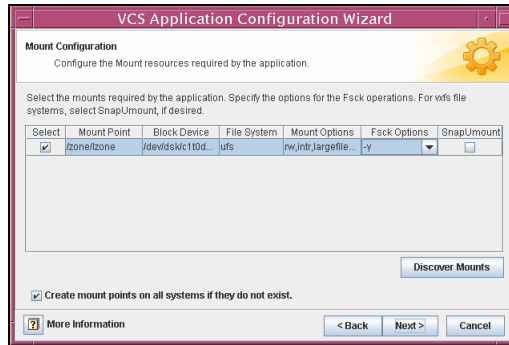 VCS Application Configuration Wizard
Mount Configuration
Configure the Mount resources required by the application.
Select the mounts required by the application. Specify the options for the Fsck operations. For vxfs file
systems, select SnapUmount, if desired.
Select Mount Point Block Device File System Mount Options Fsck Options SnapUmount
/zone/lzone /dev/dsk/c1t0d... ufs rw,intr,largefile... -y
Discover Mounts
Create mount points on all systems if they do not exist.
? More Information < Back Next > Cancel